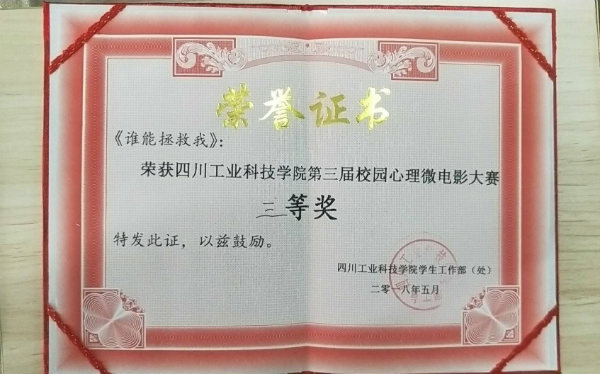 荣誉证书
《谁能拯救我》:
荣获四川工业科技学院第三届校园心理微电影大赛
三等奖
特发此证，以兹鼓励。
四川工业科技学院学生工作部（处）
二零一八年五月